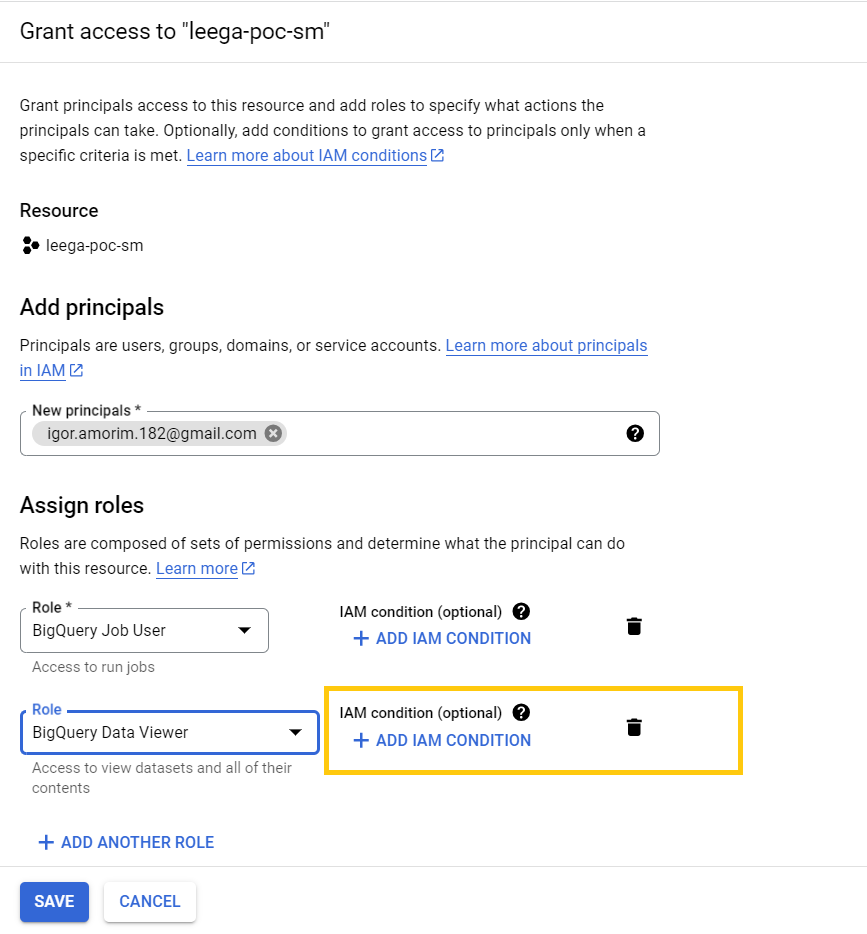 Grant access to "leega-poc-sm"
Grant principals access to this resource and add roles to specify what actions the
principals can take. Optionally, add conditions to grant access to principals only when a
specific criteria is met. Learn more about IAM conditions
Resource
leega-poc-sm
Add principals
Principals are users, groups, domains, or service accounts. Learn more about principals
in IAM
New principals *
igor.amorim.182@gmail.com
Assign roles
Roles are composed of sets of permissions and determine what the principal can do
with this resource. Learn more
Role *
IAM condition (optional)
BigQuery Job User
+ ADD IAM CONDITION
Access to run jobs
Role
IAM condition (optional)
BigQuery Data Viewer
+ ADD IAM CONDITION
Access to view datasets and all of their
contents
+ ADD ANOTHER ROLE
SAVE
CANCEL